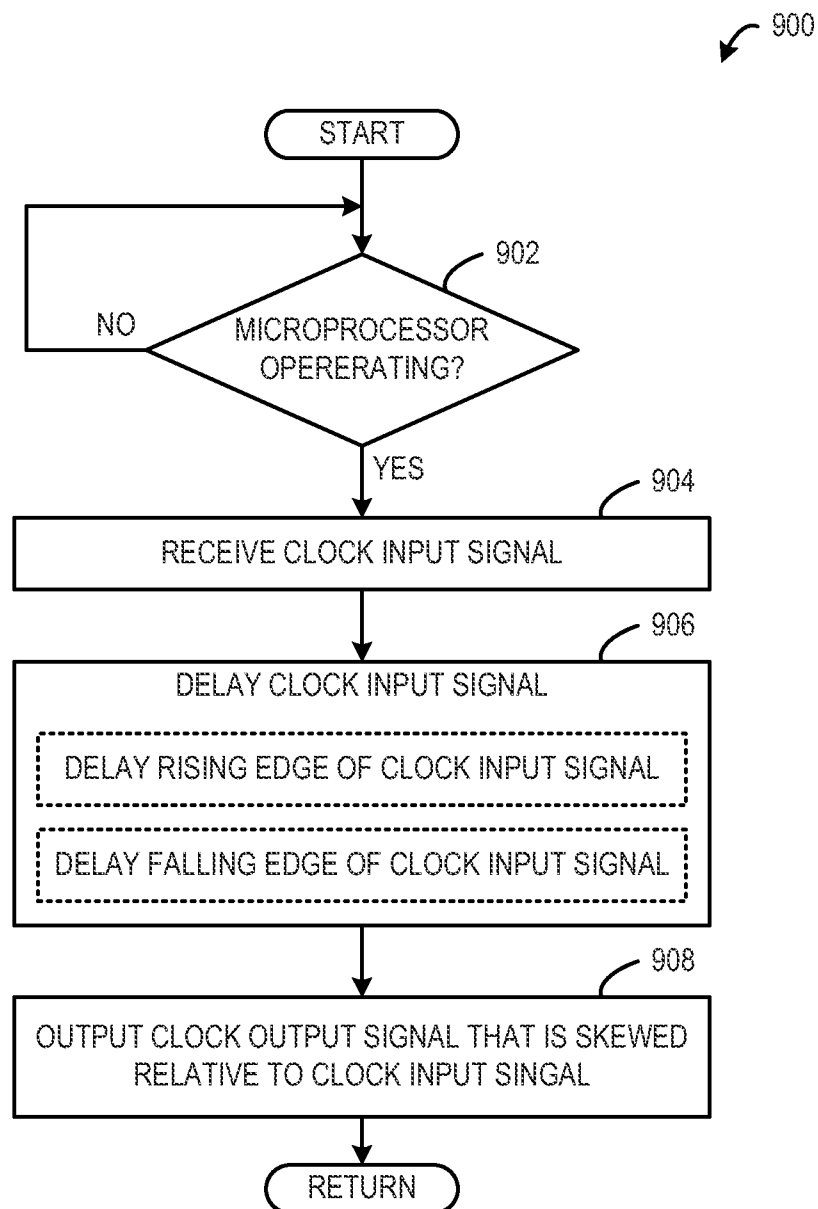 900
START
902
NO
MICROPROCESSOR
OPERERATING?
YES
904
RECEIVE CLOCK INPUT SIGNAL
906
DELAY CLOCK INPUT SIGNAL
DELAY RISING EDGE OF CLOCK INPUT SIGNAL
DELAY FALLING EDGE OF CLOCK INPUT SIGNAL
908
OUTPUT CLOCK OUTPUT SIGNAL THAT IS SKEWED
RELATIVE TO CLOCK INPUT SINGAL
RETURN